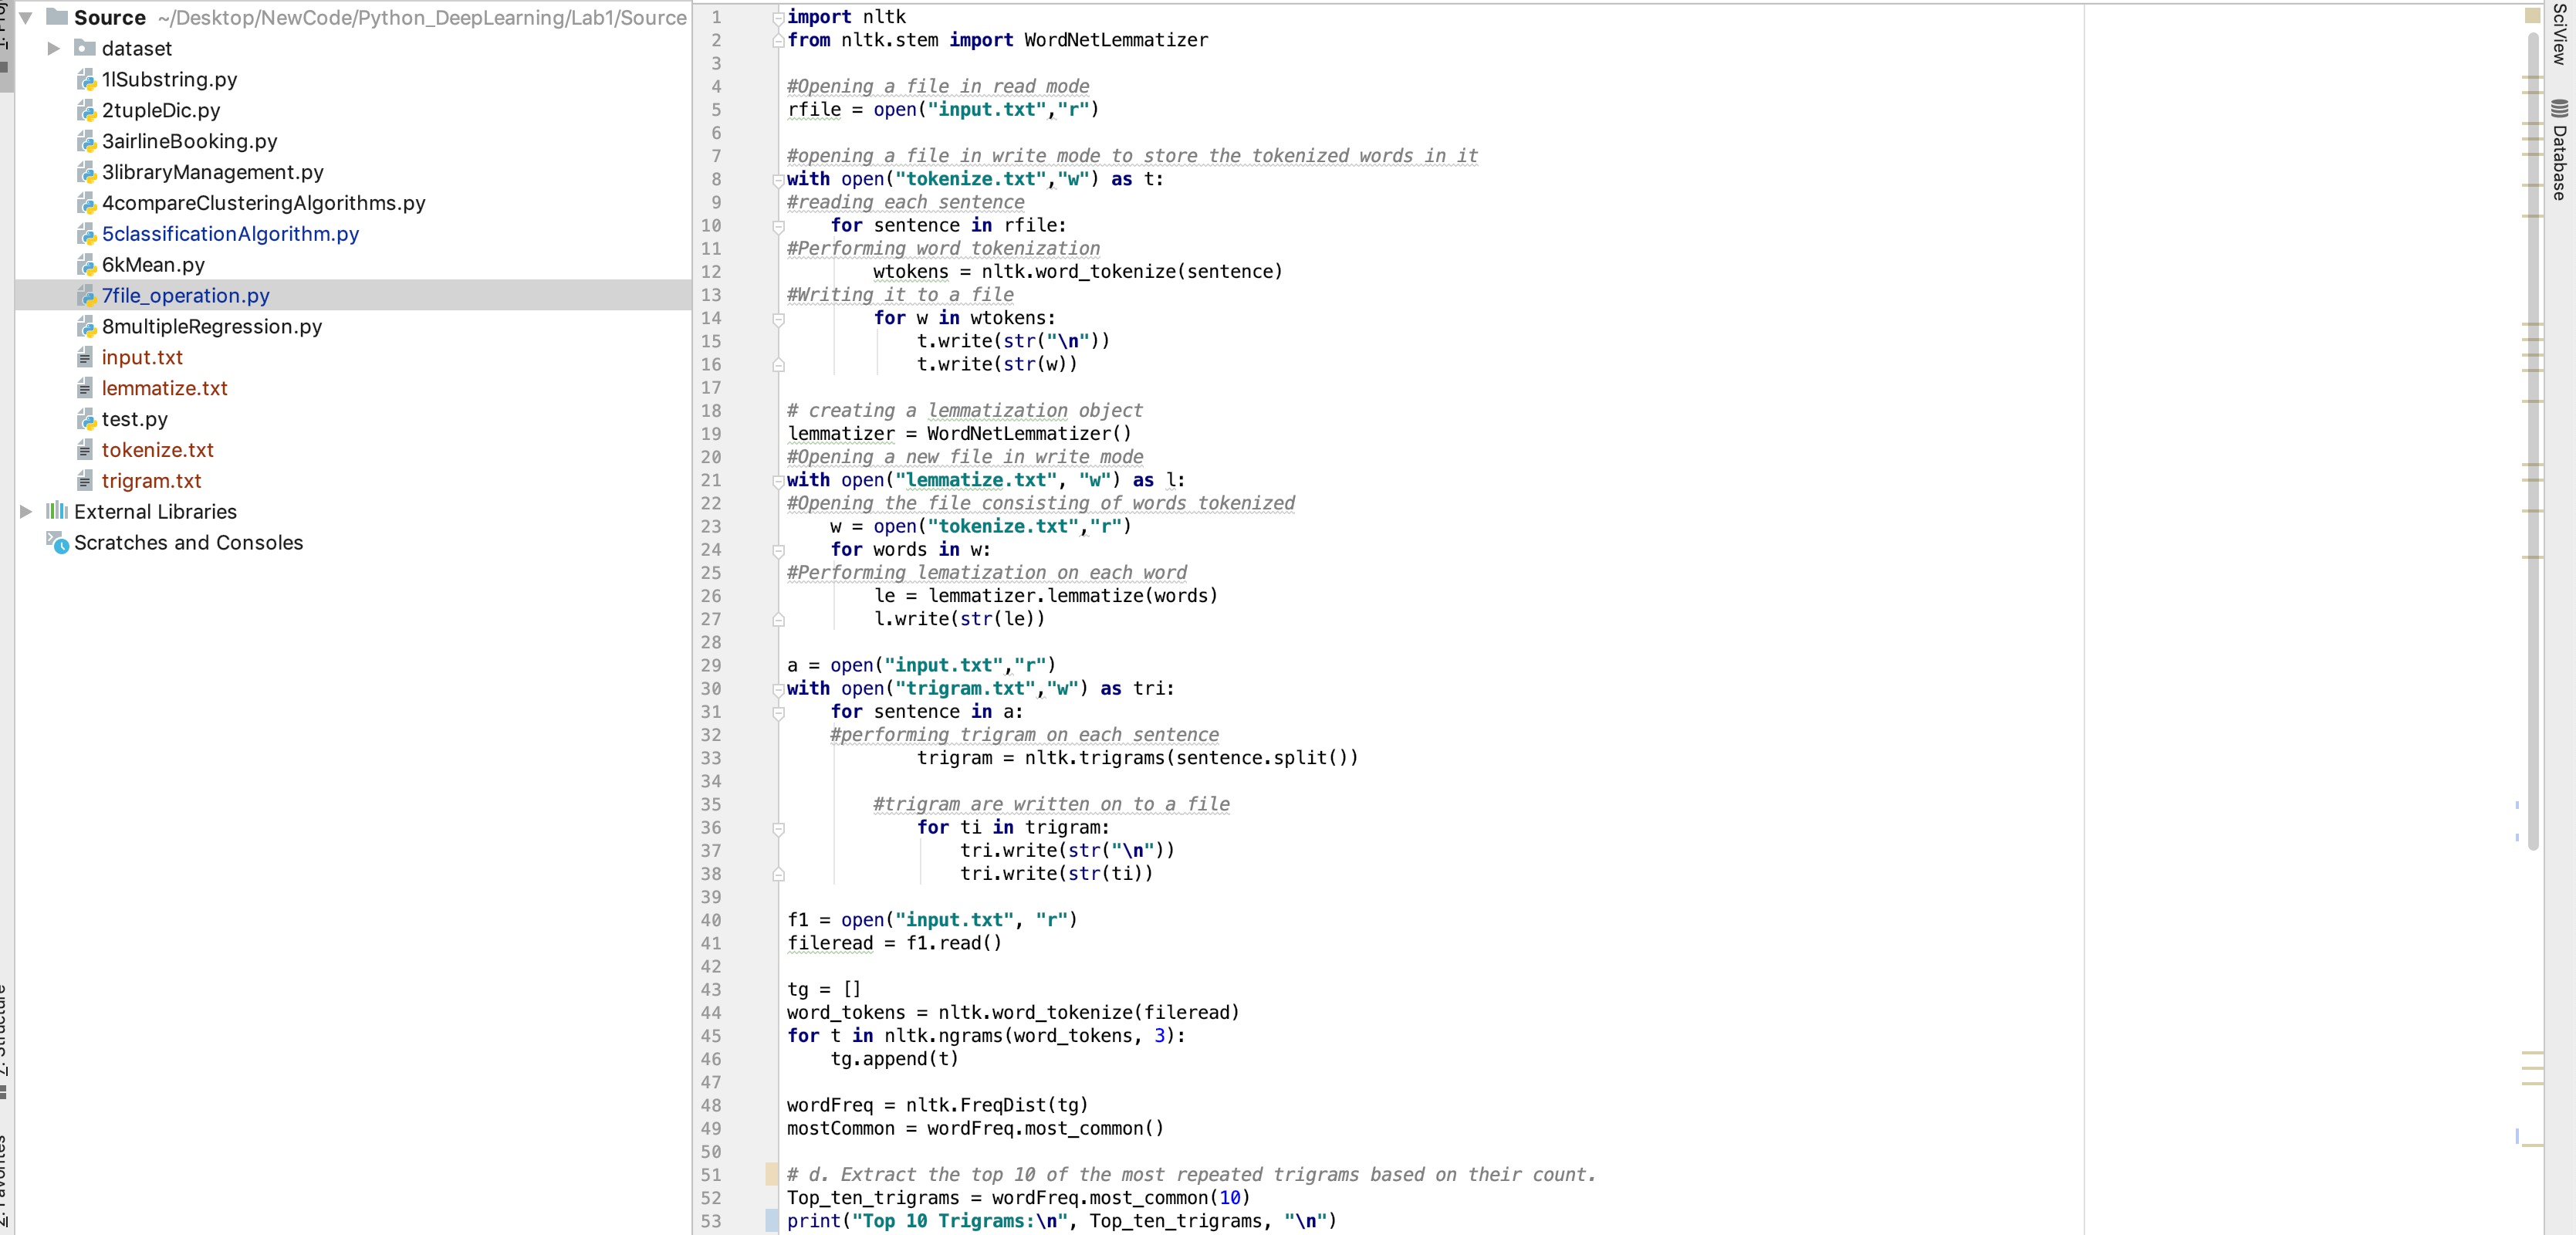 Source ~/Desktop/NewCode/Python_DeepLearning/Lab1/Source
dataset
1lSubstring.py
2tupleDic.py
3airlineBooking.py
3libraryManagement.py
4compareClusteringAlgorithms.py
5classificationAlgorithm.py
6kMean.py
7file_operation.py
8multipleRegression.py
input.txt
lemmatize.txt
test.py
tokenize.txt
trigram.txt
External Libraries
Scratches and Consoles
1 import nltk
2 from nltk.stem import WordNetLemmatizer
3
4 #Opening a file in read mode
5 rfile = open("input.txt","r")
6
7 #opening a file in write mode to store the tokenized words in it
8 with open("tokenize.txt","w") as t:
9 #reading each sentence
10     for sentence in rfile:
11 #Performing word tokenization
12         wtokens = nltk.word_tokenize(sentence)
13 #Writing it to a file
14         for w in wtokens:
15             t.write(str("\n"))
16             t.write(str(w))
17
18 # creating a lemmatization object
19 lemmatizer = WordNetLemmatizer()
20 #Opening a new file in write mode
21 with open("lemmatize.txt", "w") as l:
22 #Opening the file consisting of words tokenized
23     w = open("tokenize.txt","r")
24     for words in w:
25 #Performing lematization on each word
26         le = lemmatizer.lemmatize(words)
27         l.write(str(le))
28
29 a = open("input.txt","r")
30 with open("trigram.txt","w") as tri:
31     for sentence in a:
32     #performing trigram on each sentence
33             trigram = nltk.trigrams(sentence.split())
34
35         #trigram are written on to a file
36             for ti in trigram:
37                 tri.write(str("\n"))
38                 tri.write(str(ti))
39
40 f1 = open("input.txt", "r")
41 fileread = f1.read()
42
43 tg = []
44 word_tokens = nltk.word_tokenize(fileread)
45 for t in nltk.ngrams(word_tokens, 3):
46     tg.append(t)
47
48 wordFreq = nltk.FreqDist(tg)
49 mostCommon = wordFreq.most_common()
50
51 # d. Extract the top 10 of the most repeated trigrams based on their count.
52 Top_ten_trigrams = wordFreq.most_common(10)
53 print("Top 10 Trigrams:\n", Top_ten_trigrams, "\n")
SciView
Database